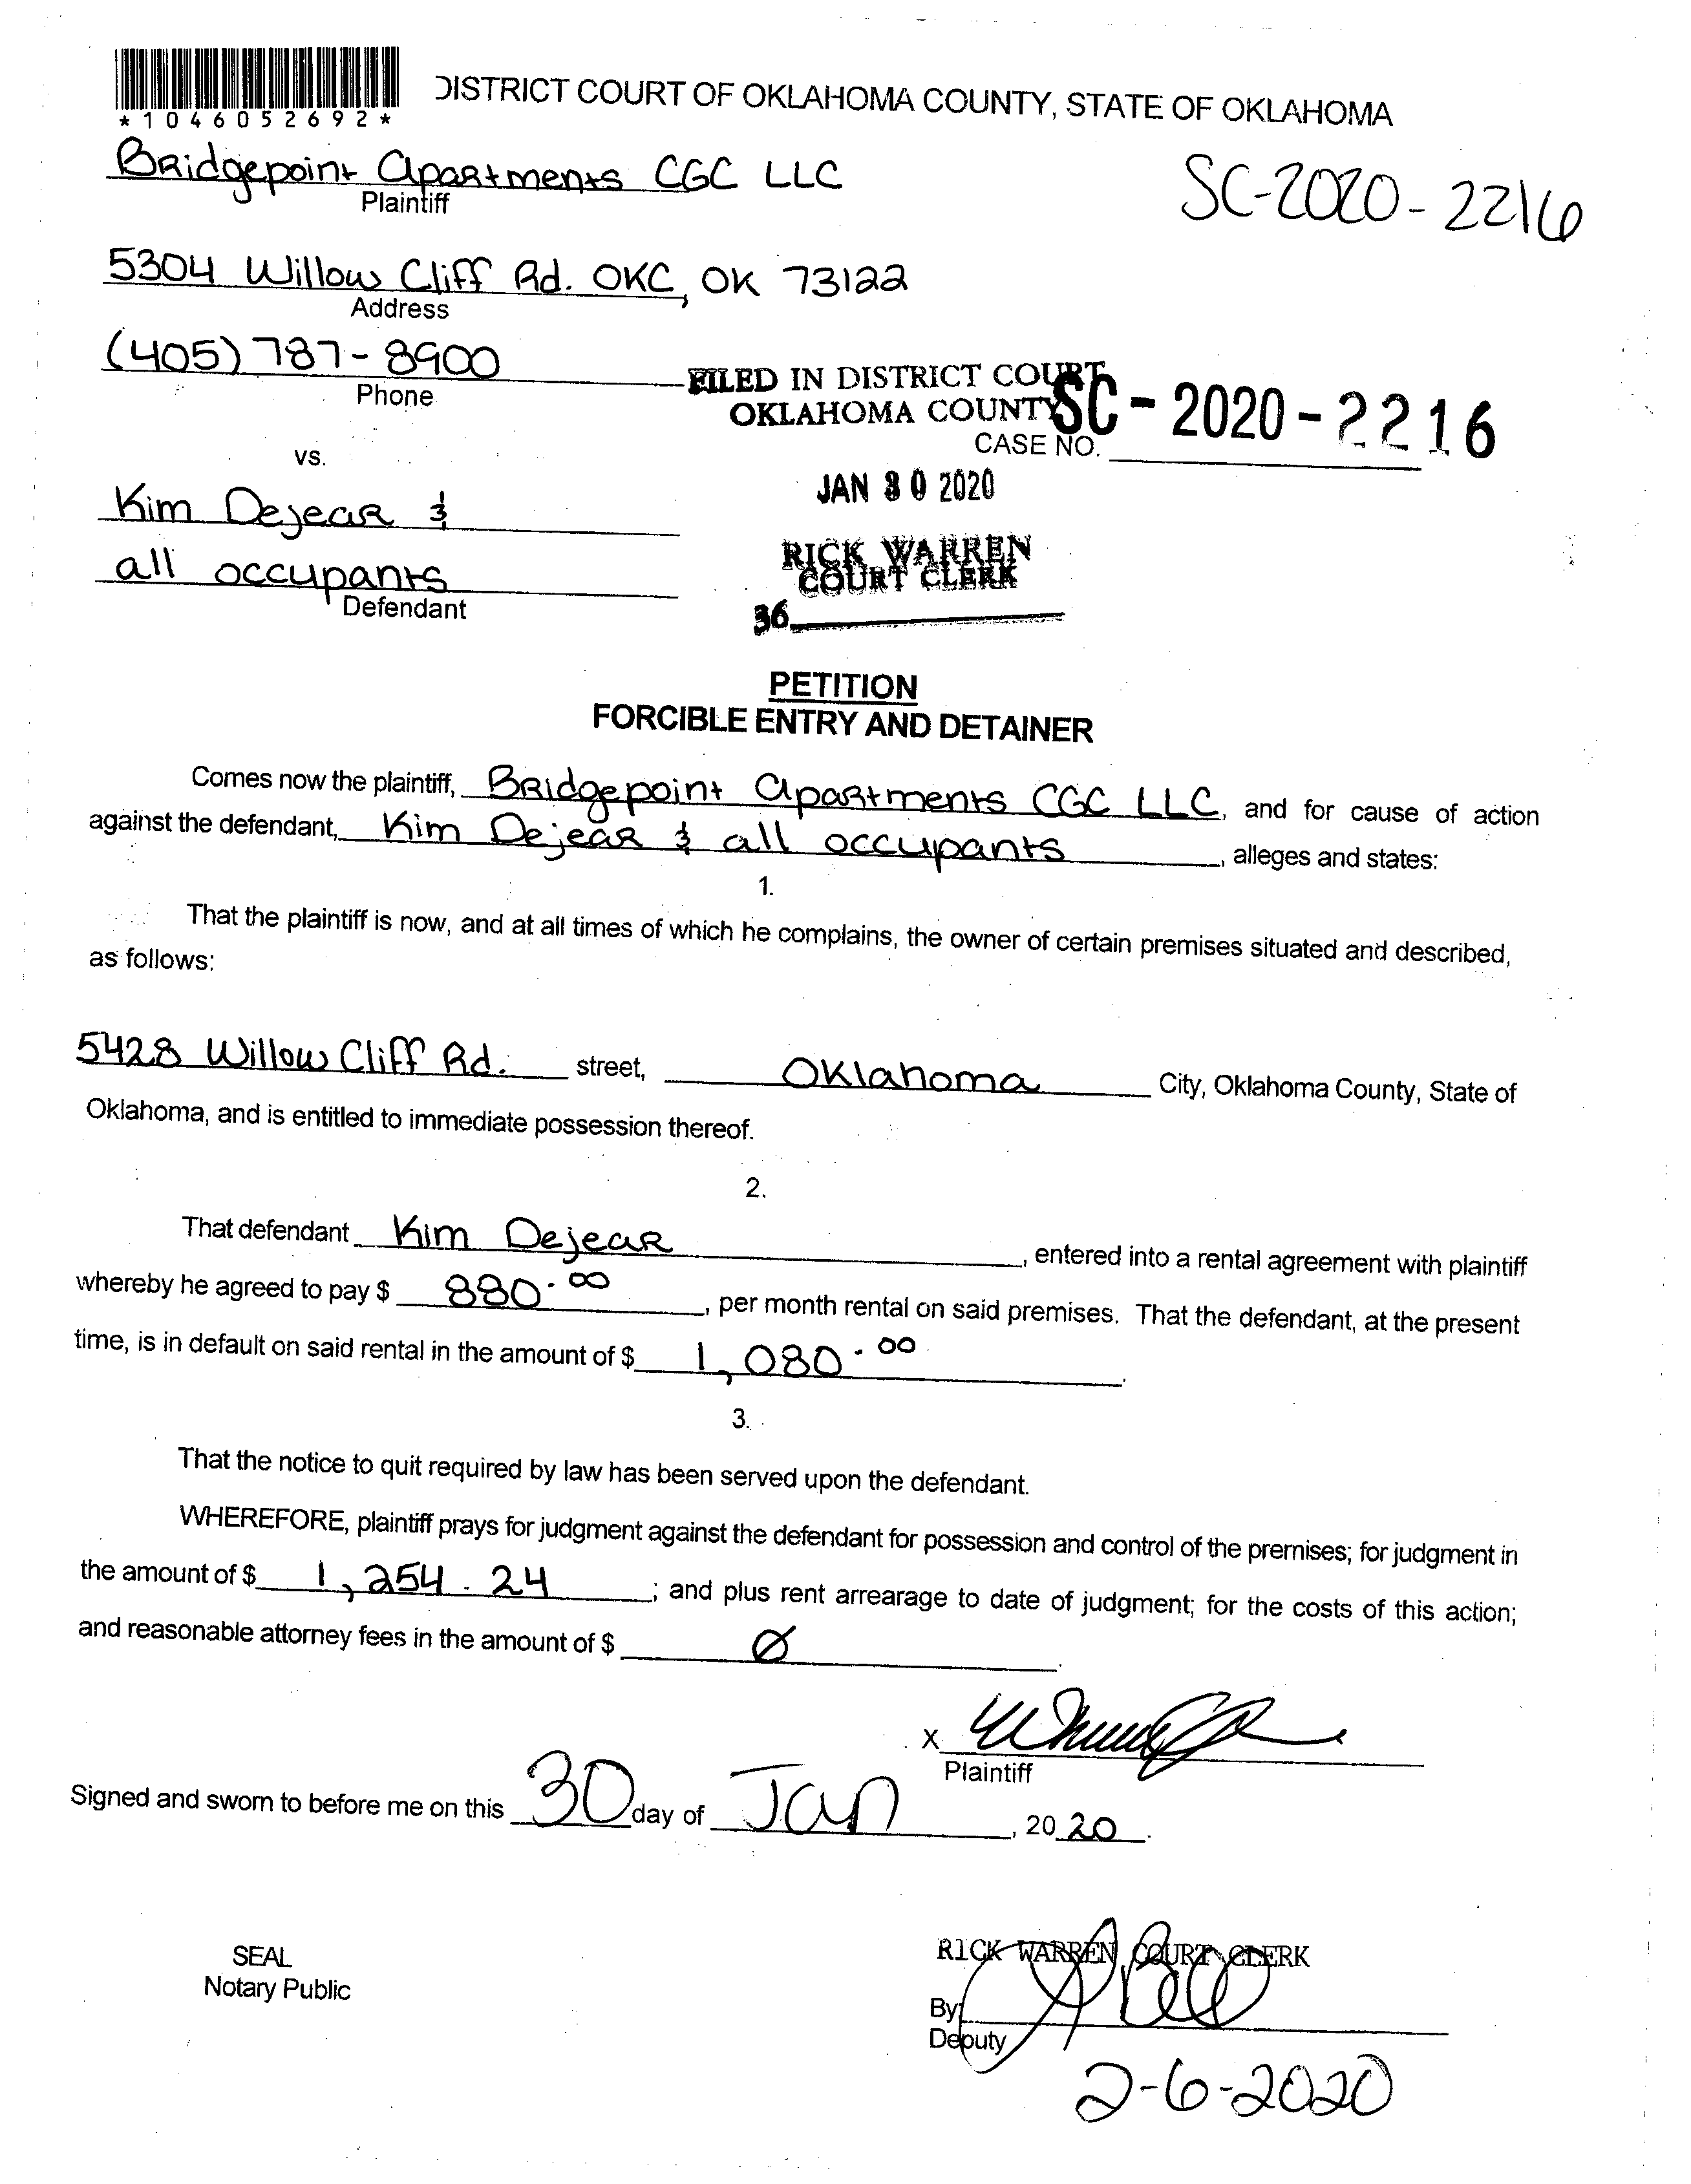 *1046052692*
DISTRICT COURT OF OKLAHOMA COUNTY, STATE OF OKLAHOMA
Bridgepoint Apartments CGC LLC
Plaintiff
SC-2020-2216
5304 Willow Cliff Rd. OKC, OK 73122
Address
(405) 787-8900
Phone
FILED IN DISTRICT COURT
OKLAHOMA COUNTY
SC-2020-2216
CASE NO.
vs.
JAN 30 2020
Kim Dejear &
all occupants
Defendant
RICK WARREN
COURT CLERK
36
PETITION
FORCIBLE ENTRY AND DETAINER
Comes now the plaintiff, Bridgepoint Apartments CGC LLC, and for cause of action
against the defendant, Kim Dejear & all occupants, alleges and states:
1.
That the plaintiff is now, and at all times of which he complains, the owner of certain premises situated and described,
as follows:
5428 Willow Cliff Rd. street, Oklahoma City, Oklahoma County, State of
Oklahoma, and is entitled to immediate possession thereof.
2.
That defendant Kim Dejear, entered into a rental agreement with plaintiff
whereby he agreed to pay $ 880.00, per month rental on said premises. That the defendant, at the present
time, is in default on said rental in the amount of $ 1,080.00.
3.
That the notice to quit required by law has been served upon the defendant.
WHEREFORE, plaintiff prays for judgment against the defendant for possession and control of the premises; for judgment in
the amount of $ 1,254.24; and plus rent arrearage to date of judgment; for the costs of this action;
and reasonable attorney fees in the amount of $ Ø.
X
Plaintiff
Signed and sworn to before me on this 30 day of Jan, 2020.
SEAL
Notary Public
RICK WARREN COURT CLERK
By:
Deputy
2-6-2020